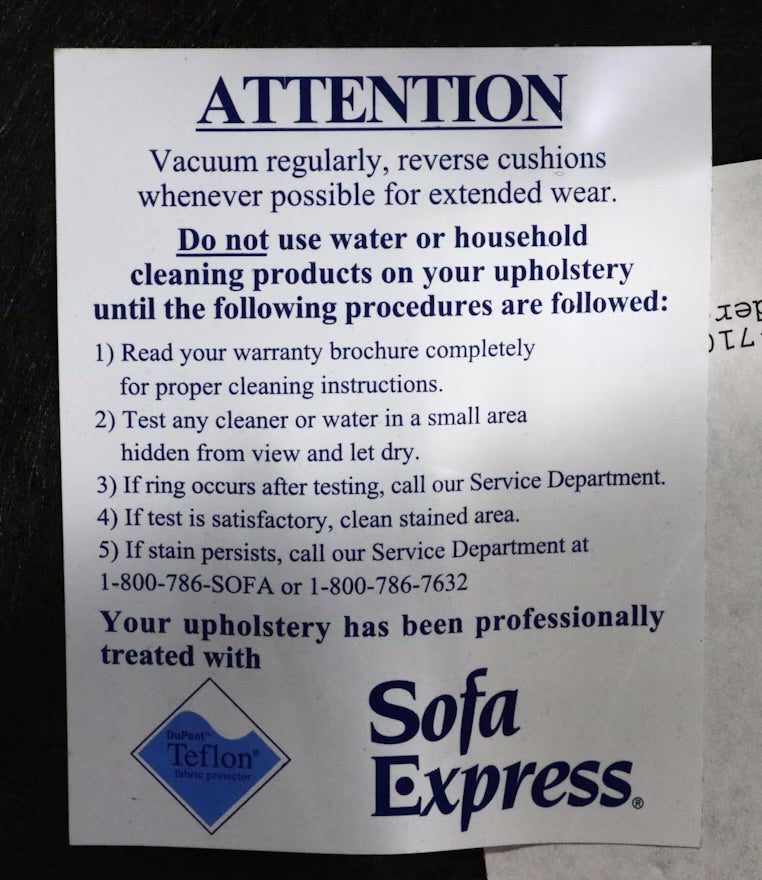 ATTENTION
Vacuum regularly, reverse cushions
whenever possible for extended wear.
Do not use water or household
cleaning products on your upholstery
until the following procedures are followed:
1) Read your warranty brochure completely
for proper cleaning instructions.
2) Test any cleaner or water in a small area
hidden from view and let dry.
3) If ring occurs after testing, call our Service Department.
4) If test is satisfactory, clean stained area.
5) If stain persists, call our Service Department at
1-800-786-SOFA or 1-800-786-7632
Your upholstery has been professionally
treated with
DuPont™
Teflon®
fabric protector
Sofa
Express®